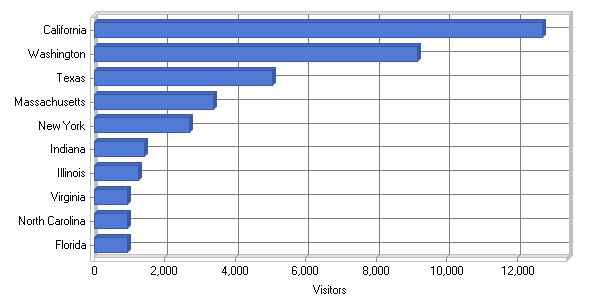 California
Washington
Texas
Massachusetts
New York
Indiana
Illinois
Virginia
North Carolina
Florida
0 2,000 4,000 6,000 8,000 10,000 12,000
Visitors